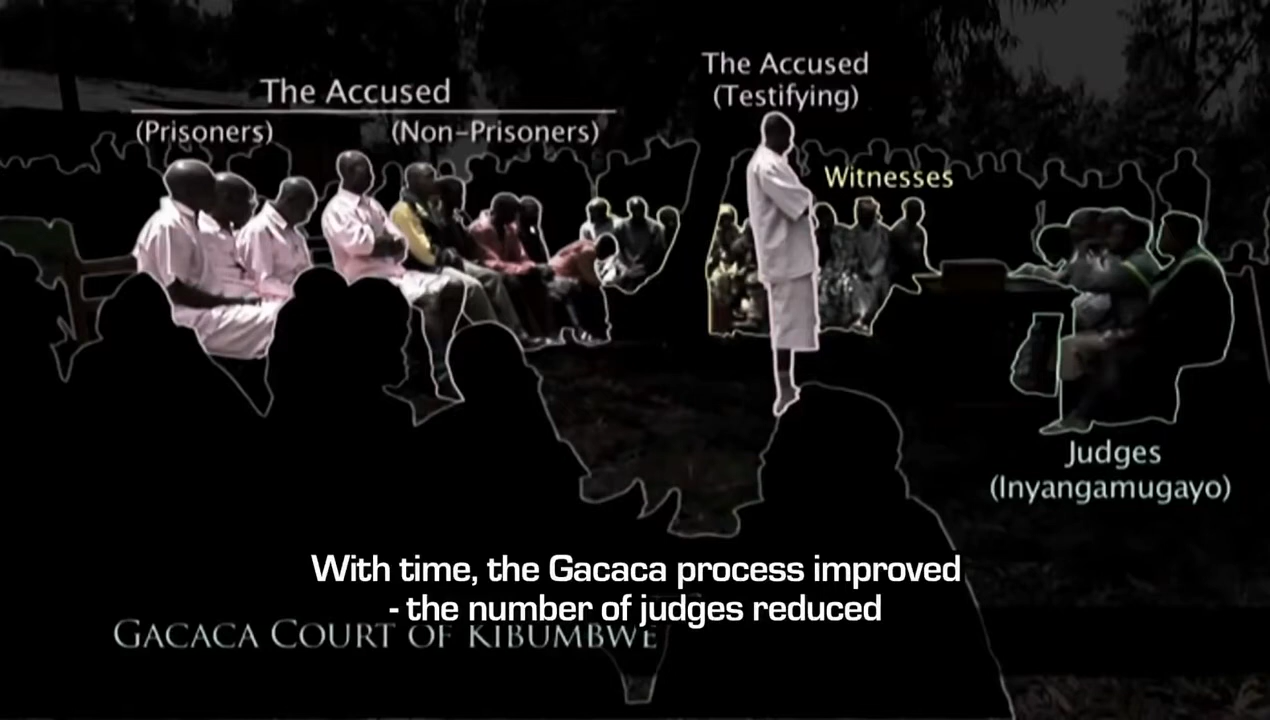 The Accused
(Prisoners)
(Non-Prisoners)
The Accused
(Testifying)
Witnesses
Judges
(Inyangamugayo)
With time, the Gacaca process improved
- the number of judges reduced
GACACA COURT OF KIBUMBWE